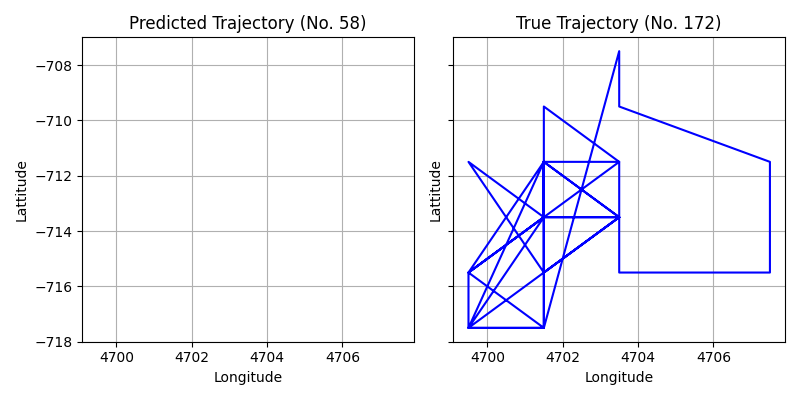 Predicted Trajectory (No. 58)
True Trajectory (No. 172)
Lattitude
−708
−710
−712
−714
−716
−718
4700 4702 4704 4706
Longitude
Lattitude
4700 4702 4704 4706
Longitude